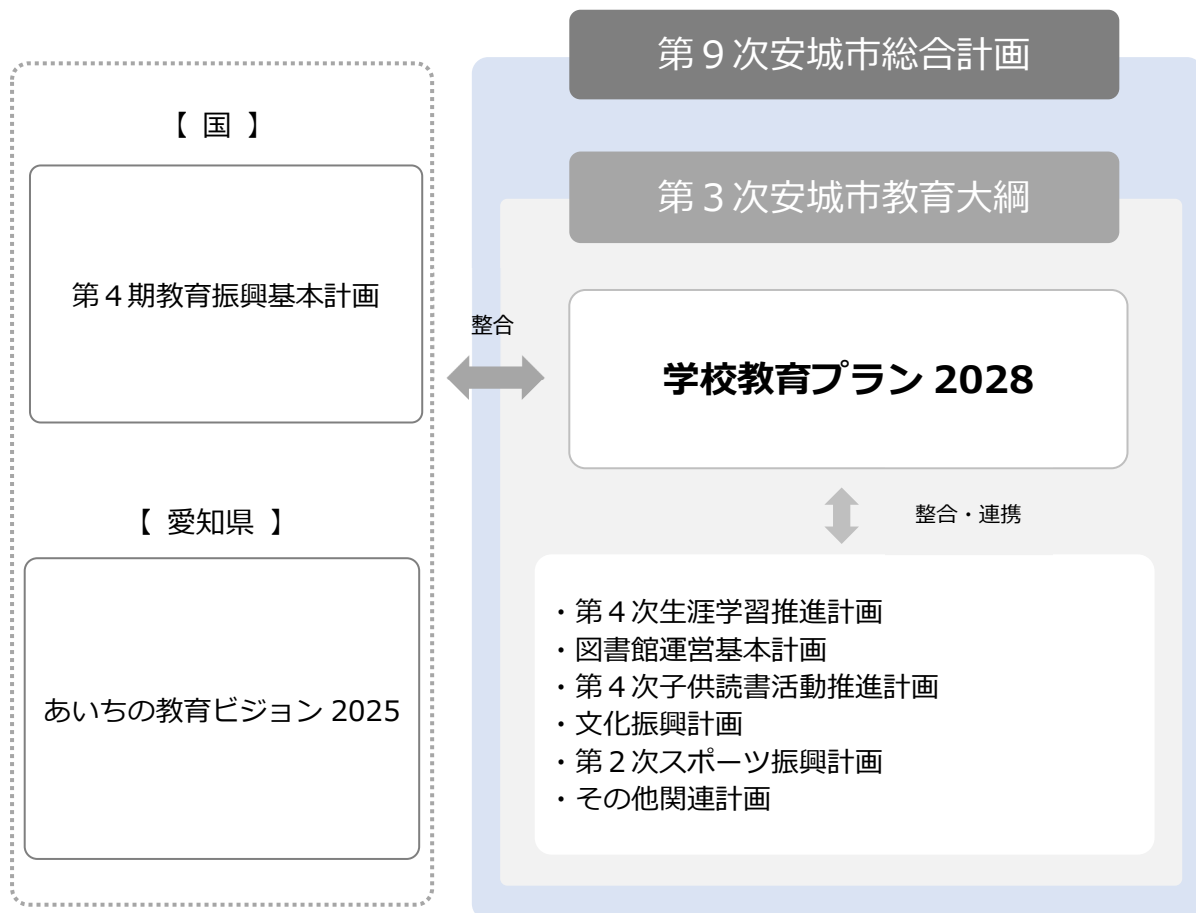 【 国 】
第４期教育振興基本計画
【 愛知県 】
あいちの教育ビジョン 2025
整合
第９次安城市総合計画
第３次安城市教育大綱
学校教育プラン 2028
整合・連携
・第４次生涯学習推進計画
・図書館運営基本計画
・第４次子供読書活動推進計画
・文化振興計画
・第２次スポーツ振興計画
・その他関連計画